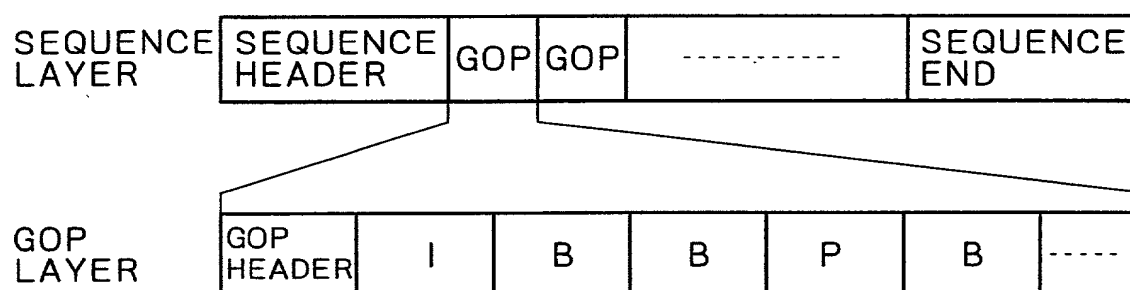 SEQUENCE LAYER
SEQUENCE HEADER
GOP
GOP
----------
SEQUENCE END
GOP LAYER
GOP HEADER
I
B
B
P
B
-----